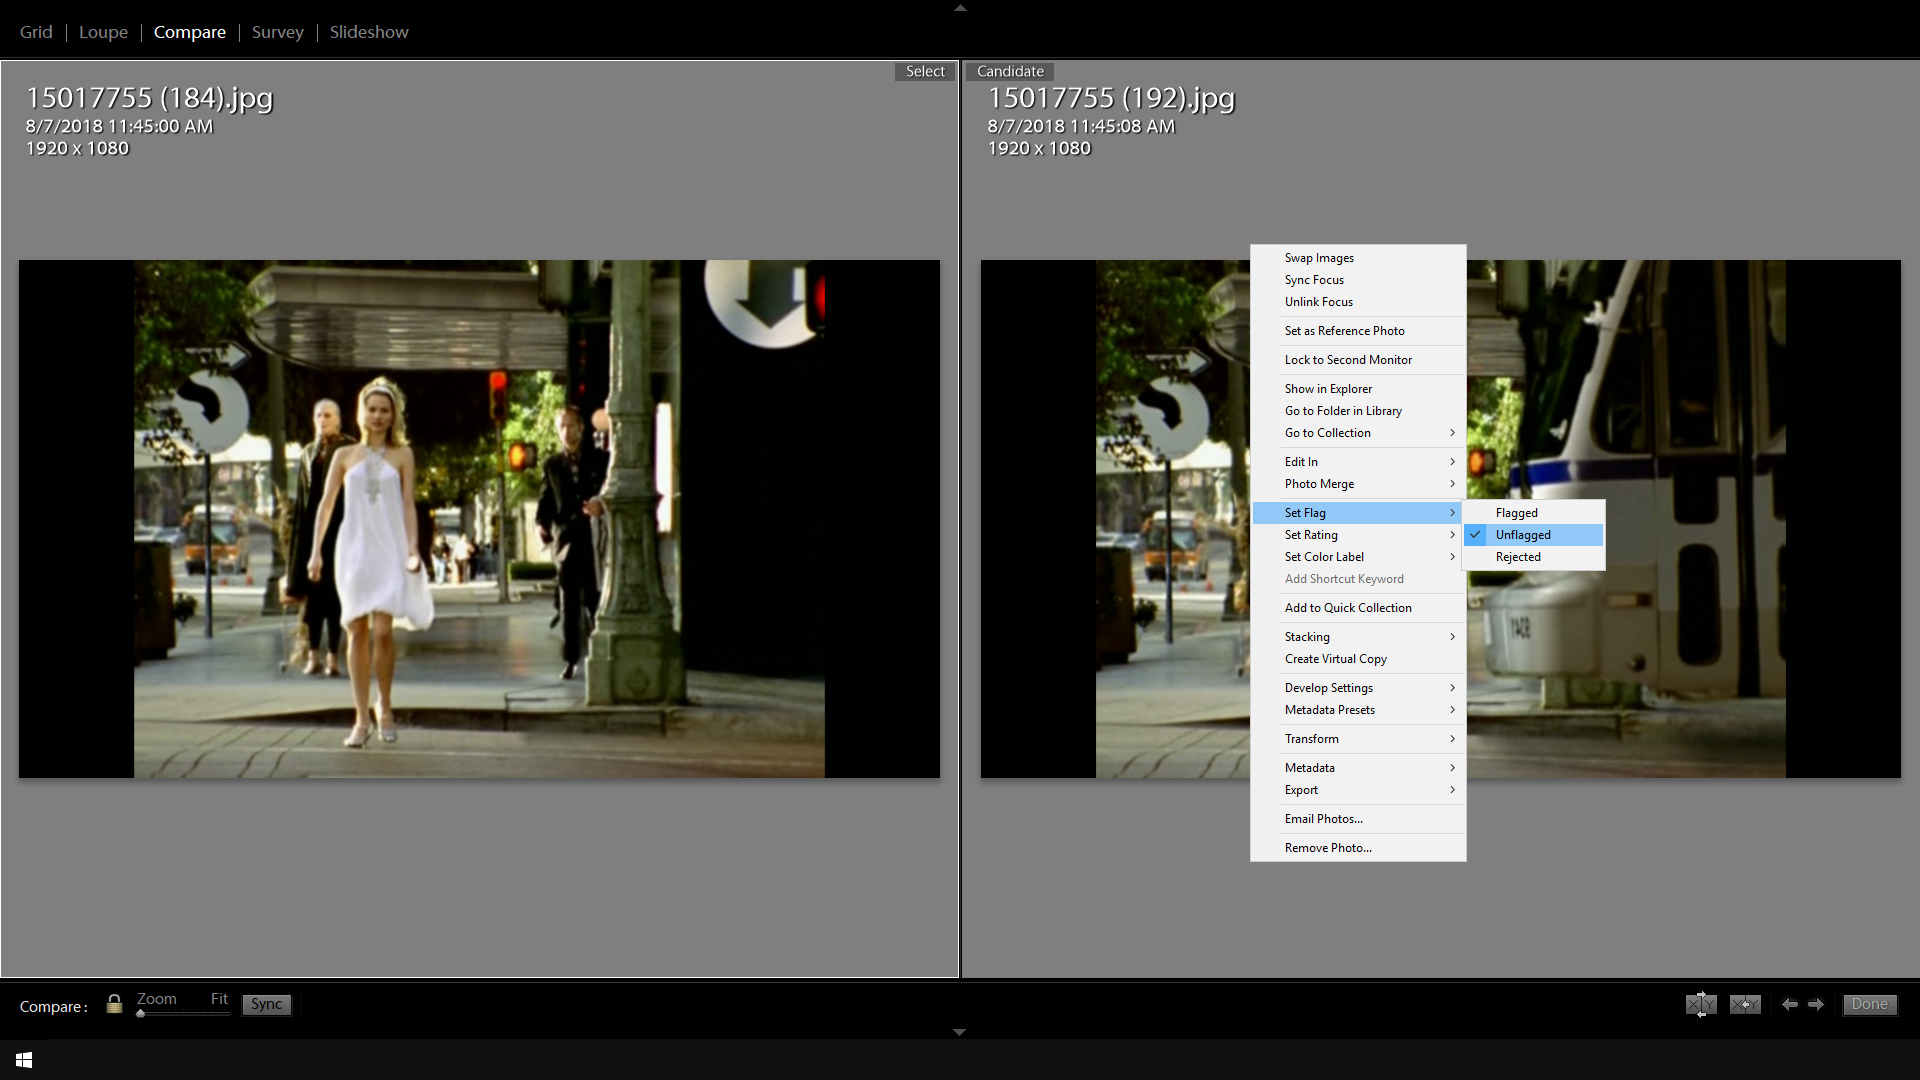 Grid | Loupe | Compare | Survey | Slideshow
Select
Candidate
15017755 (184).jpg
8/7/2018 11:45:00 AM
1920 x 1080
15017755 (192).jpg
8/7/2018 11:45:08 AM
1920 x 1080
Swap Images
Sync Focus
Unlink Focus
Set as Reference Photo
Lock to Second Monitor
Show in Explorer
Go to Folder in Library
Go to Collection
Edit In
Photo Merge
Set Flag
Set Rating
Set Color Label
Add Shortcut Keyword
Add to Quick Collection
Stacking
Create Virtual Copy
Develop Settings
Metadata Presets
Transform
Metadata
Export
Email Photos...
Remove Photo...
Flagged
Unflagged
Rejected
Compare :
Zoom
Fit
Sync
X Y
X Y
Done